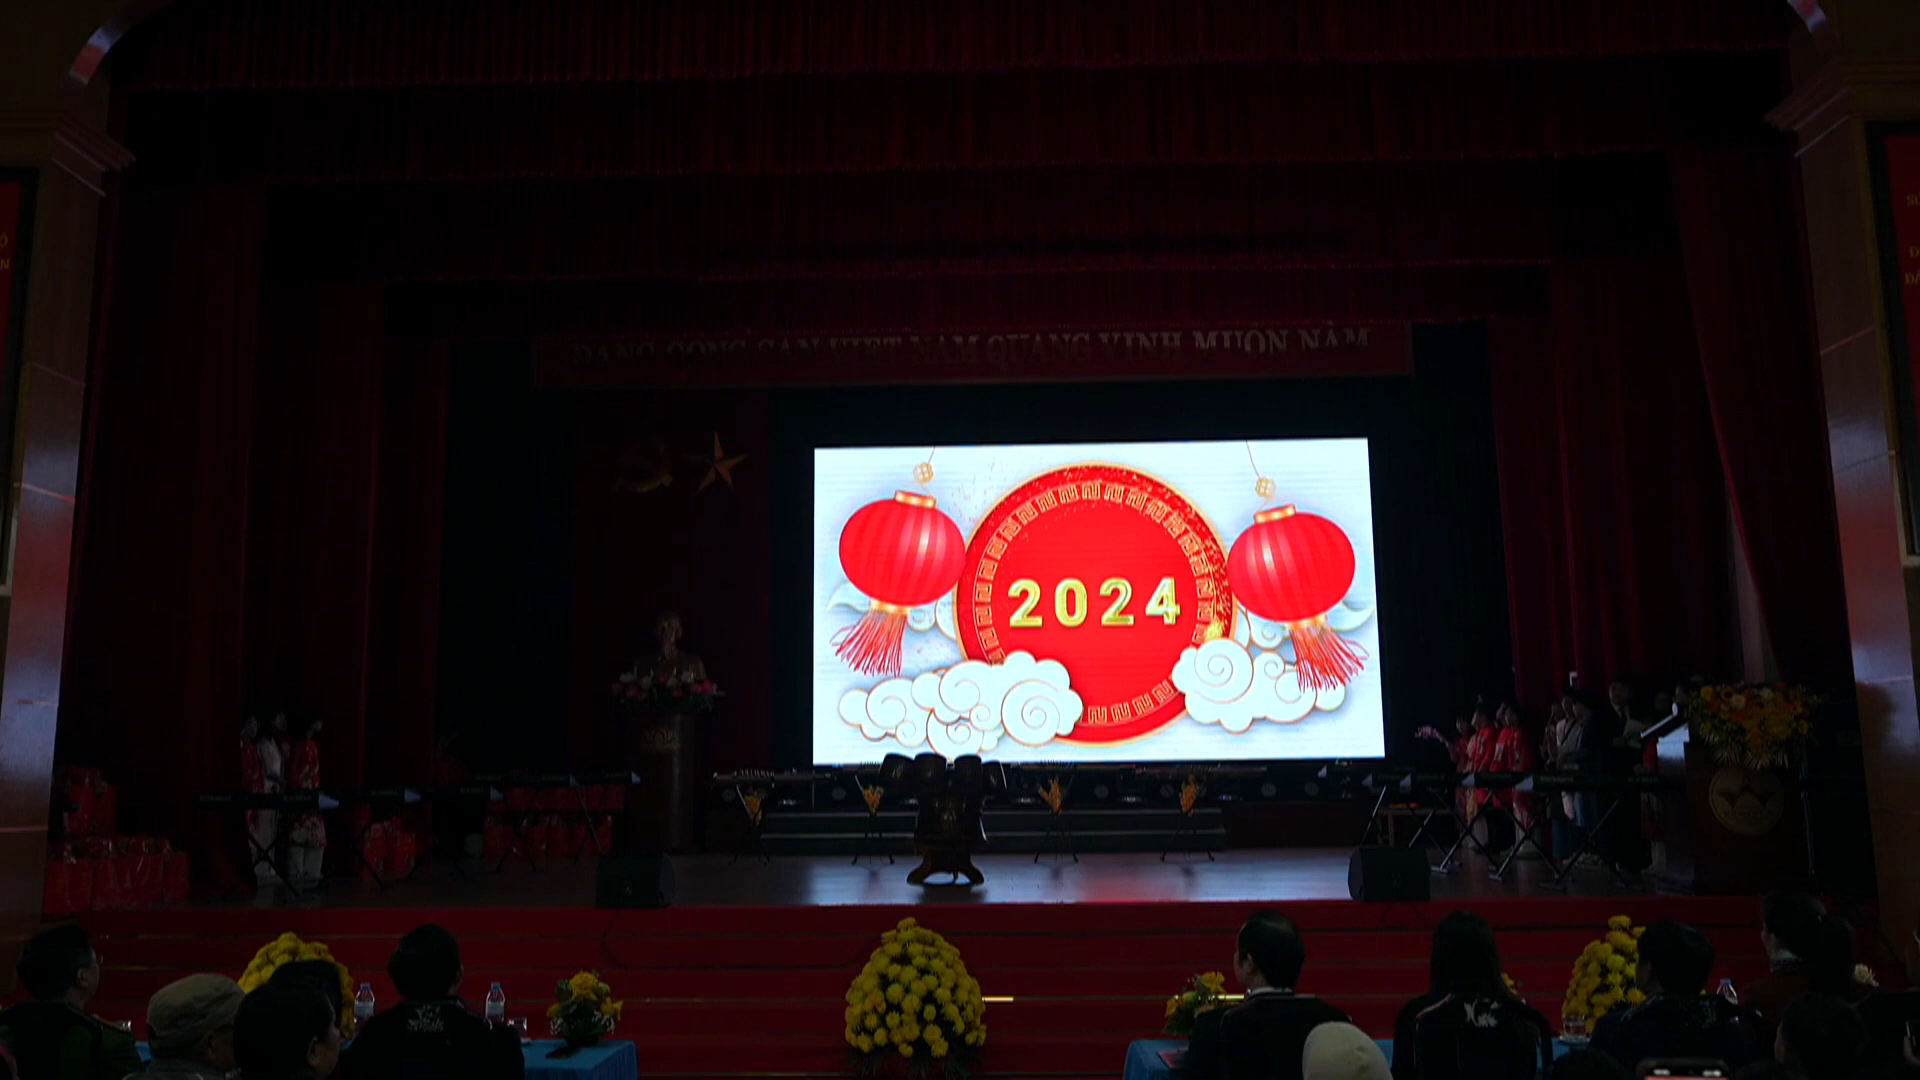 ĐẢNG CỘNG SẢN VIỆT NAM QUANG VINH MUÔN NĂM
2024